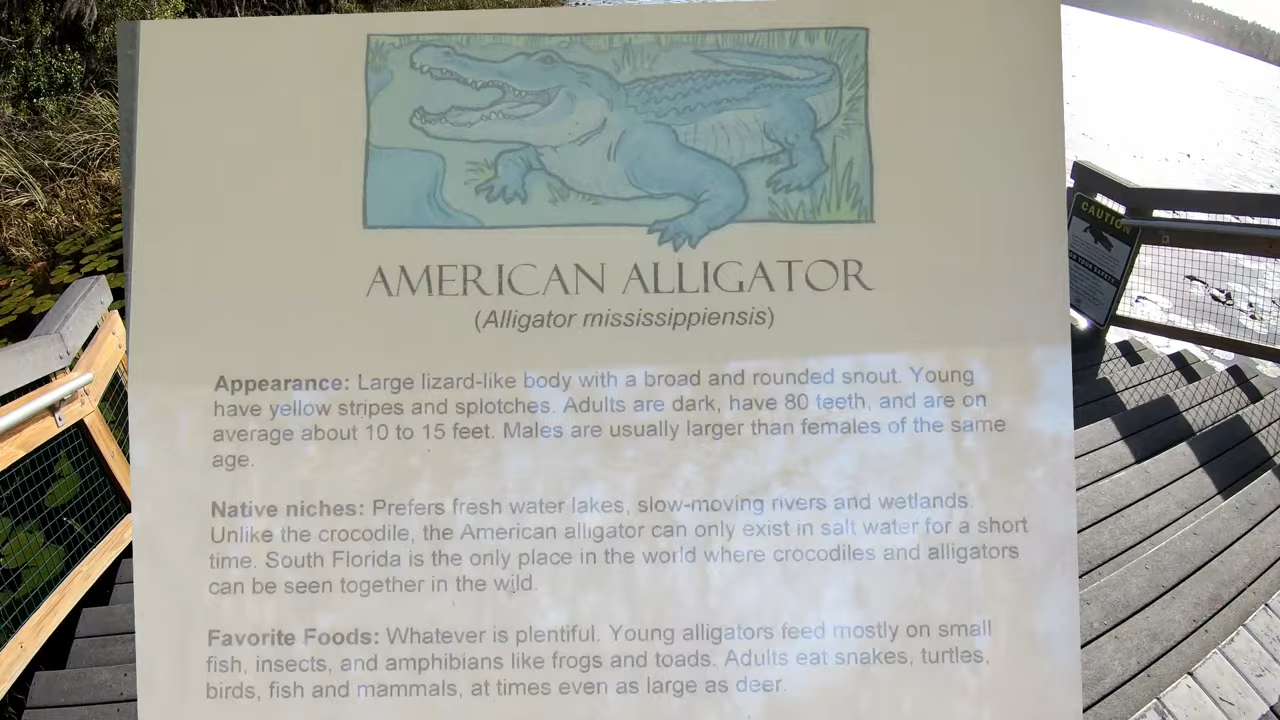 AMERICAN ALLIGATOR
(Alligator mississippiensis)
Appearance: Large lizard-like body with a broad and rounded snout. Young
have yellow stripes and splotches. Adults are dark, have 80 teeth, and are on
average about 10 to 15 feet. Males are usually larger than females of the same
age.
Native niches: Prefers fresh water lakes, slow-moving rivers and wetlands.
Unlike the crocodile, the American alligator can only exist in salt water for a short
time. South Florida is the only place in the world where crocodiles and alligators
can be seen together in the wild.
Favorite Foods: Whatever is plentiful. Young alligators feed mostly on small
fish, insects, and amphibians like frogs and toads. Adults eat snakes, turtles,
birds, fish and mammals, at times even as large as deer.
CAUTION
YOUR SAFETY